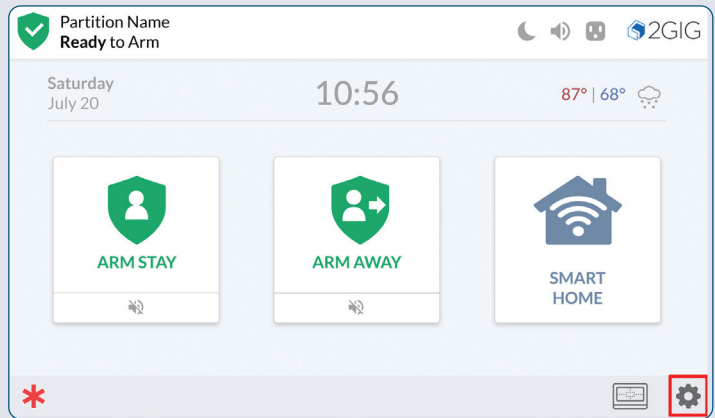 Partition Name
Ready to Arm
2GIG
Saturday
July 20
10:56
87° | 68°
ARM STAY
ARM AWAY
SMART
HOME